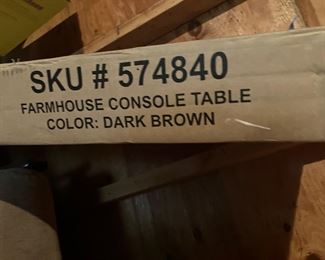 SKU # 574840
FARMHOUSE CONSOLE TABLE
COLOR: DARK BROWN